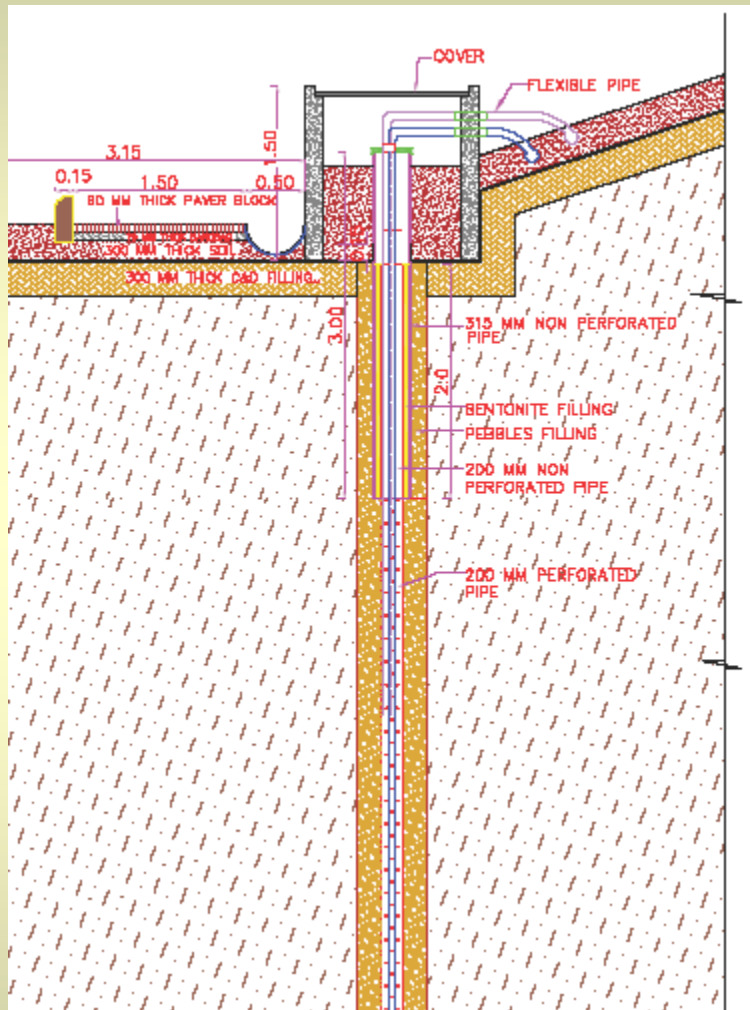 COVER
FLEXIBLE PIPE
1.50
3.15
0.15
1.50
0.50
80 MM THICK PAVER BLOCK
300 MM THICK SOIL
300 MM THICK C&D FILLING
3.00
2.0
315 MM NON PERFORATED
PIPE
BENTONITE FILLING
PEBBLES FILLING
200 MM NON
PERFORATED PIPE
200 MM PERFORATED
PIPE